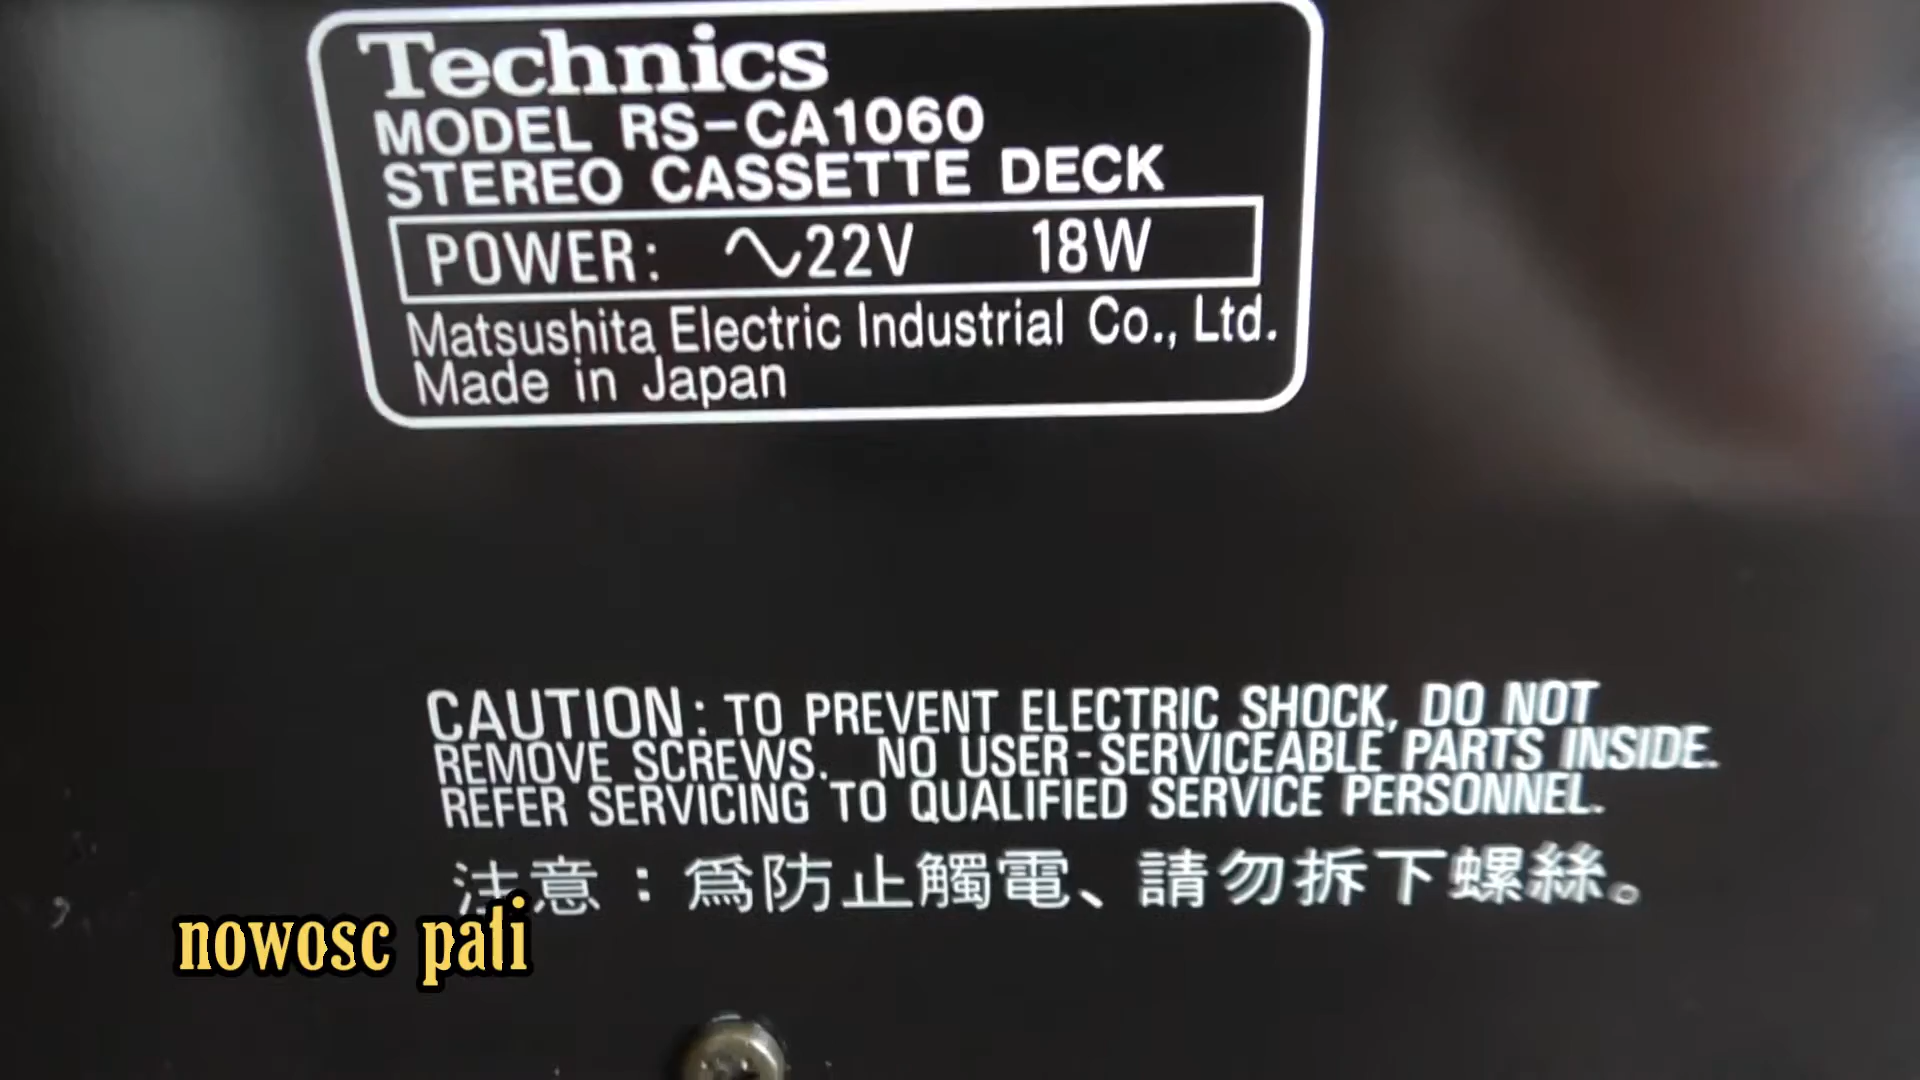 Technics
MODEL RS-CA1060
STEREO CASSETTE DECK
POWER: ∿22V 18W
Matsushita Electric Industrial Co., Ltd.
Made in Japan
CAUTION: TO PREVENT ELECTRIC SHOCK, DO NOT
REMOVE SCREWS. NO USER-SERVICEABLE PARTS INSIDE.
REFER SERVICING TO QUALIFIED SERVICE PERSONNEL.
注意：爲防止觸電、請勿拆下螺絲。
nowosc pali